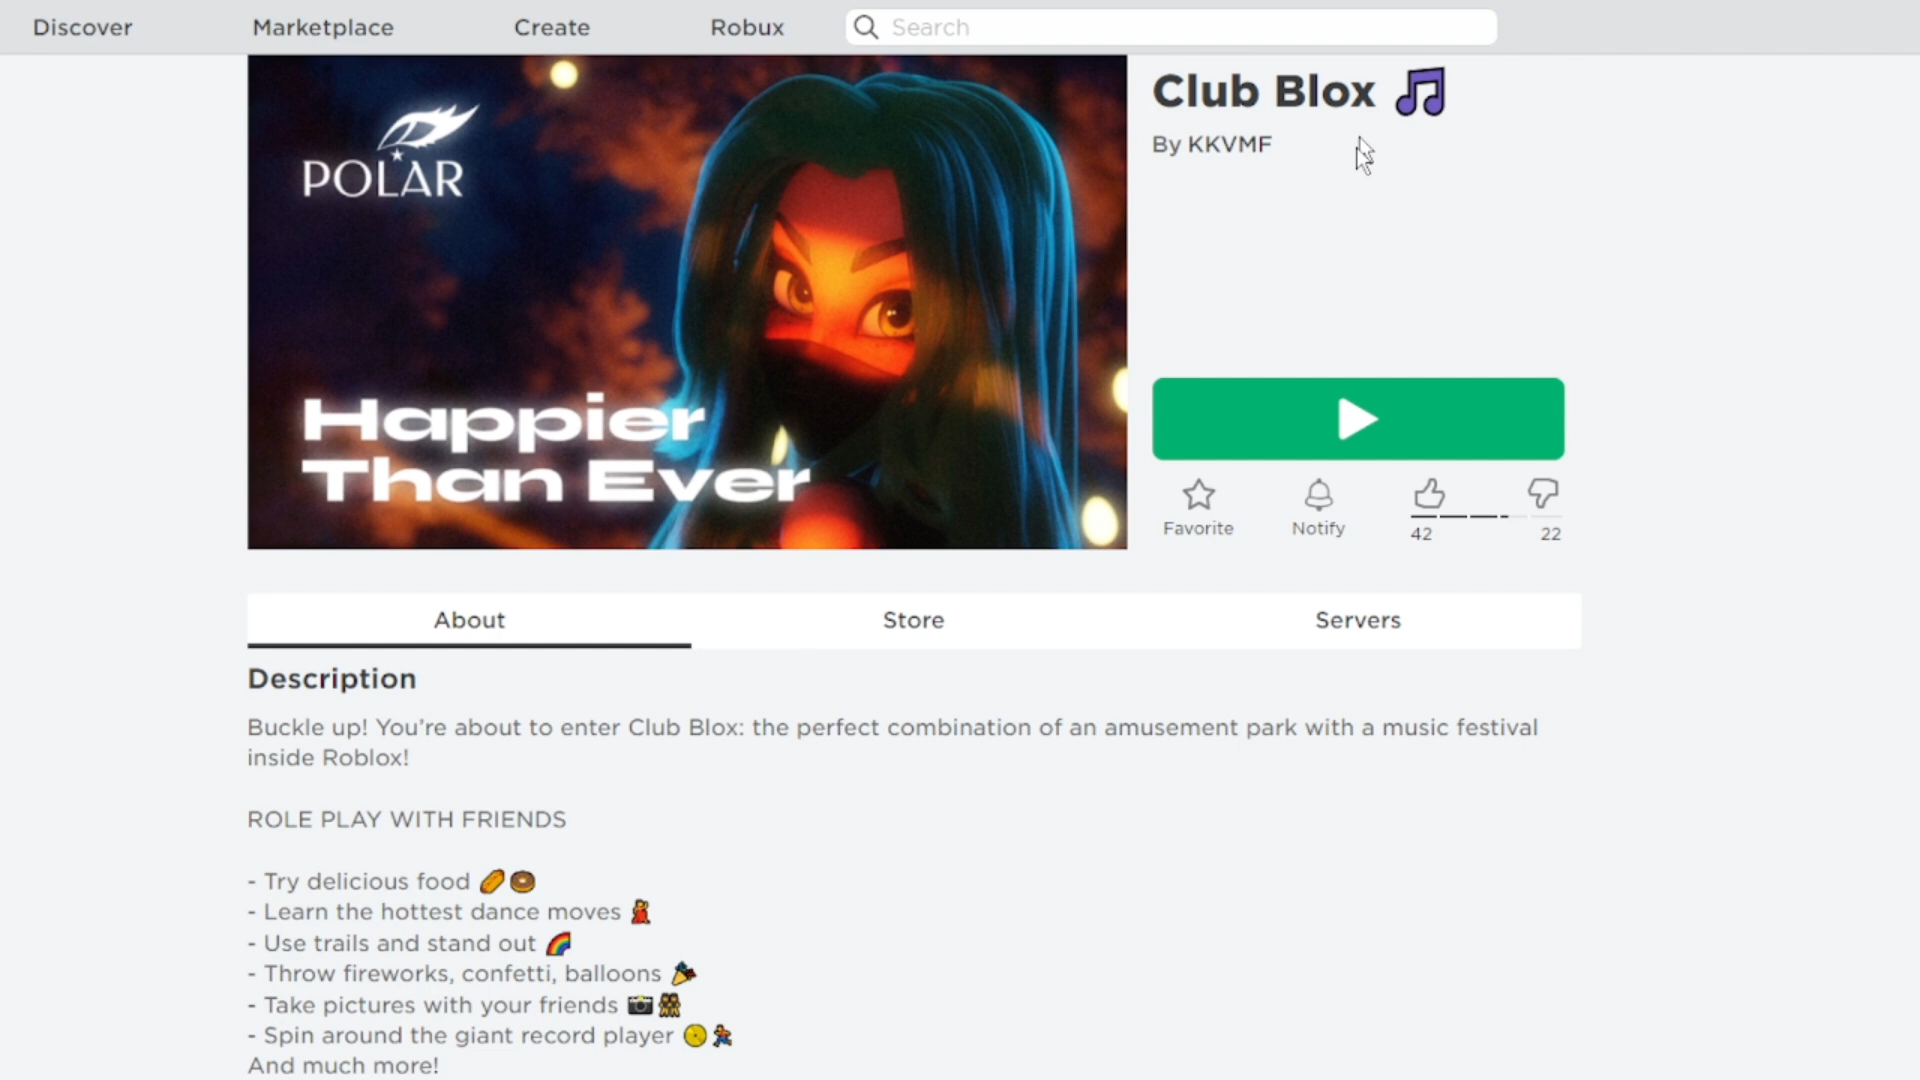 Discover Marketplace Create Robux Search
POLAR
Happier
Than Ever
Club Blox 🎵
By KKVMF
Favorite Notify 42 22
About Store Servers
Description
Buckle up! You’re about to enter Club Blox: the perfect combination of an amusement park with a music festival
inside Roblox!
ROLE PLAY WITH FRIENDS
- Try delicious food 🥖🍩
- Learn the hottest dance moves 💃
- Use trails and stand out 🌈
- Throw fireworks, confetti, balloons 🎉
- Take pictures with your friends 📷👯
- Spin around the giant record player 📀🏃
And much more!